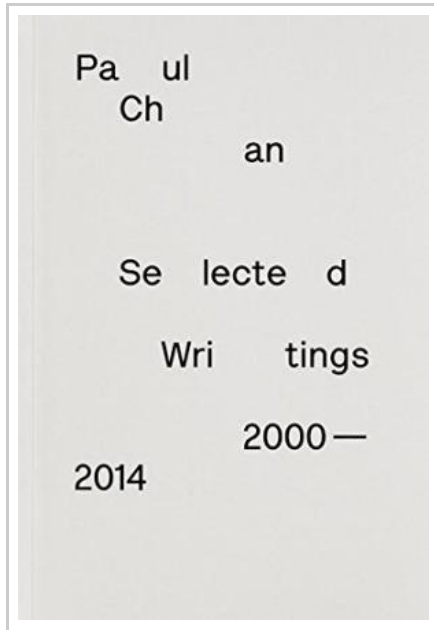 Pa ul
Ch
an
Se lecte d
Wri tings
2000—
2014